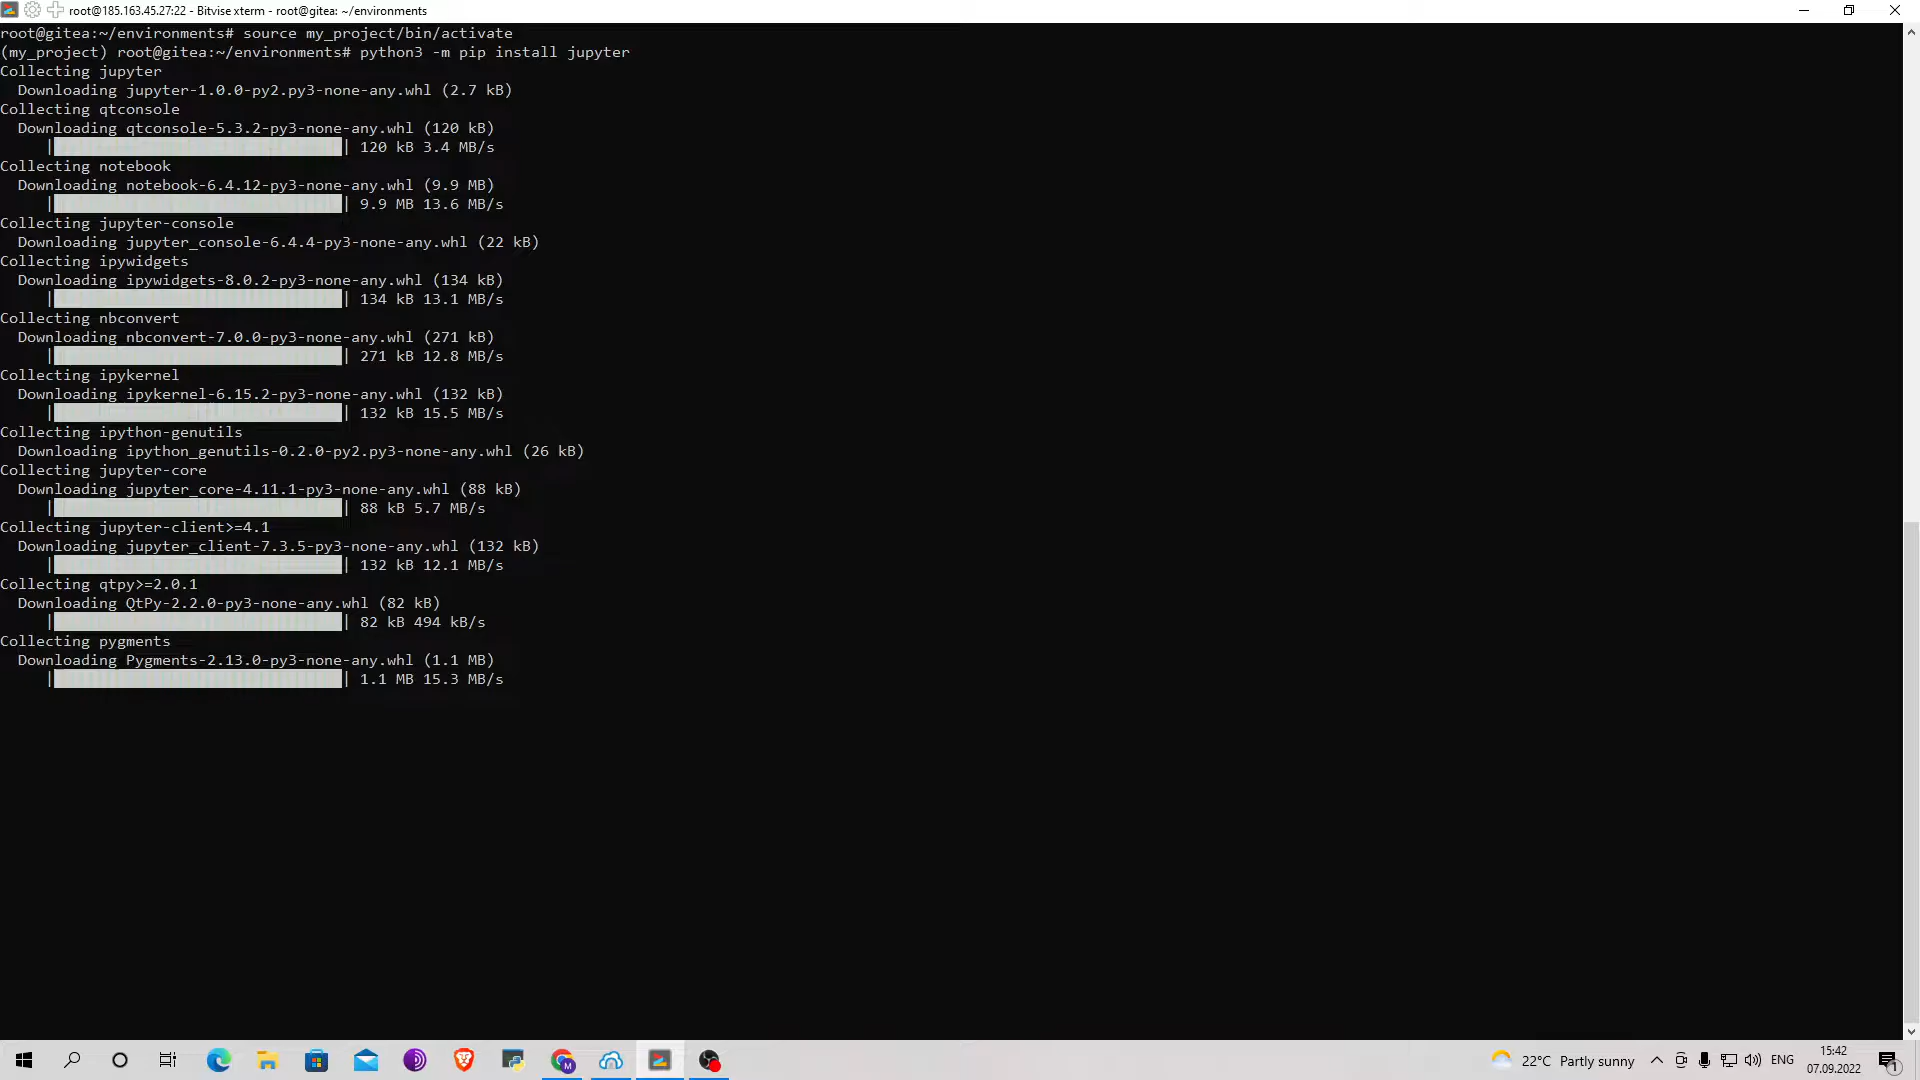 root@185.163.45.27:22 - Bitvise xterm - root@gitea: ~/environments
root@gitea:~/environments# source my_project/bin/activate
(my_project) root@gitea:~/environments# python3 -m pip install jupyter
Collecting jupyter
  Downloading jupyter-1.0.0-py2.py3-none-any.whl (2.7 kB)
Collecting qtconsole
  Downloading qtconsole-5.3.2-py3-none-any.whl (120 kB)
| | 120 kB 3.4 MB/s
Collecting notebook
  Downloading notebook-6.4.12-py3-none-any.whl (9.9 MB)
| | 9.9 MB 13.6 MB/s
Collecting jupyter-console
  Downloading jupyter_console-6.4.4-py3-none-any.whl (22 kB)
Collecting ipywidgets
  Downloading ipywidgets-8.0.2-py3-none-any.whl (134 kB)
| | 134 kB 13.1 MB/s
Collecting nbconvert
  Downloading nbconvert-7.0.0-py3-none-any.whl (271 kB)
| | 271 kB 12.8 MB/s
Collecting ipykernel
  Downloading ipykernel-6.15.2-py3-none-any.whl (132 kB)
| | 132 kB 15.5 MB/s
Collecting ipython-genutils
  Downloading ipython_genutils-0.2.0-py2.py3-none-any.whl (26 kB)
Collecting jupyter-core
  Downloading jupyter_core-4.11.1-py3-none-any.whl (88 kB)
| | 88 kB 5.7 MB/s
Collecting jupyter-client>=4.1
  Downloading jupyter_client-7.3.5-py3-none-any.whl (132 kB)
| | 132 kB 12.1 MB/s
Collecting qtpy>=2.0.1
  Downloading QtPy-2.2.0-py3-none-any.whl (82 kB)
| | 82 kB 494 kB/s
Collecting pygments
  Downloading Pygments-2.13.0-py3-none-any.whl (1.1 MB)
| | 1.1 MB 15.3 MB/s
22°C Partly sunny ENG 15:42
07.09.2022